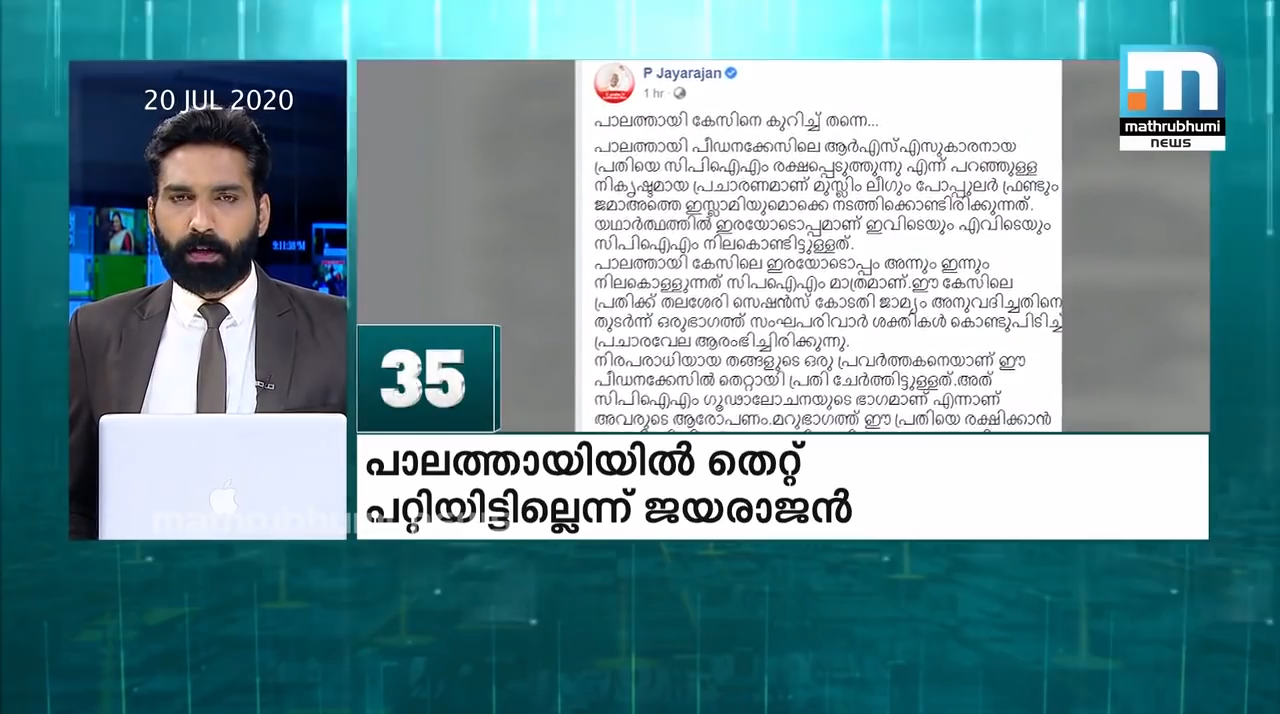 20 JUL 2020
P Jayarajan
1 hr
പാലത്തായി കേസിനെ കുറിച്ച് തന്നെ...
പാലത്തായി പീഡനക്കേസിലെ ആർഎസ്എസുകാരനായ
പ്രതിയെ സിപിഐഎം രക്ഷപ്പെടുത്തുന്നു എന്ന് പറഞ്ഞുള്ള
നികൃഷ്ടമായ പ്രചാരണമാണ് മുസ്ലിം ലീഗും പോപ്പുലർ ഫ്രണ്ടും
ജമാഅത്തെ ഇസ്ലാമിയുമൊക്കെ നടത്തിക്കൊണ്ടിരിക്കുന്നത്.
യഥാർത്ഥത്തിൽ ഇരയോടൊപ്പമാണ് ഇവിടെയും എവിടെയും
സിപിഐഎം നിലകൊണ്ടിട്ടുള്ളത്.
പാലത്തായി കേസിലെ ഇരയോടൊപ്പം അന്നും ഇന്നും
നിലകൊള്ളുന്നത് സിപഐഎം മാത്രമാണ്.ഈ കേസിലെ
പ്രതിക്ക് തലശേരി സെഷൻസ് കോടതി ജാമ്യം അനുവദിച്ചതിനെ
തുടർന്ന് ഒരുഭാഗത്ത് സംഘപരിവാർ ശക്തികൾ കൊണ്ടുപിടിച്ച്
പ്രചാരവേല ആരംഭിച്ചിരിക്കുന്നു.
നിരപരാധിയായ തങ്ങളുടെ ഒരു പ്രവർത്തകനെയാണ് ഈ
പീഡനക്കേസിൽ തെറ്റായി പ്രതി ചേർത്തിട്ടുള്ളത്.അത്
സിപിഐഎം ഗൂഢാലോചനയുടെ ഭാഗമാണ് എന്നാണ്
അവരുടെ ആരോപണം.മറുഭാഗത്ത് ഈ പ്രതിയെ രക്ഷിക്കാൻ
mathrubhumi
news
35
പാലത്തായിയിൽ തെറ്റ്
പറ്റിയിട്ടില്ലെന്ന് ജയരാജൻ